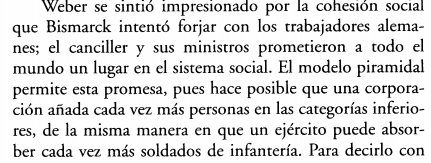 Weber se sintió impresionado por la cohesión social
que Bismarck intentó forjar con los trabajadores alema-
nes; el canciller y sus ministros prometieron a todo el
mundo un lugar en el sistema social. El modelo piramidal
permite esta promesa, pues hace posible que una corpora-
ción añada cada vez más personas en las categorías inferio-
res, de la misma manera en que un ejército puede absor-
ber cada vez más soldados de infantería. Para decirlo con